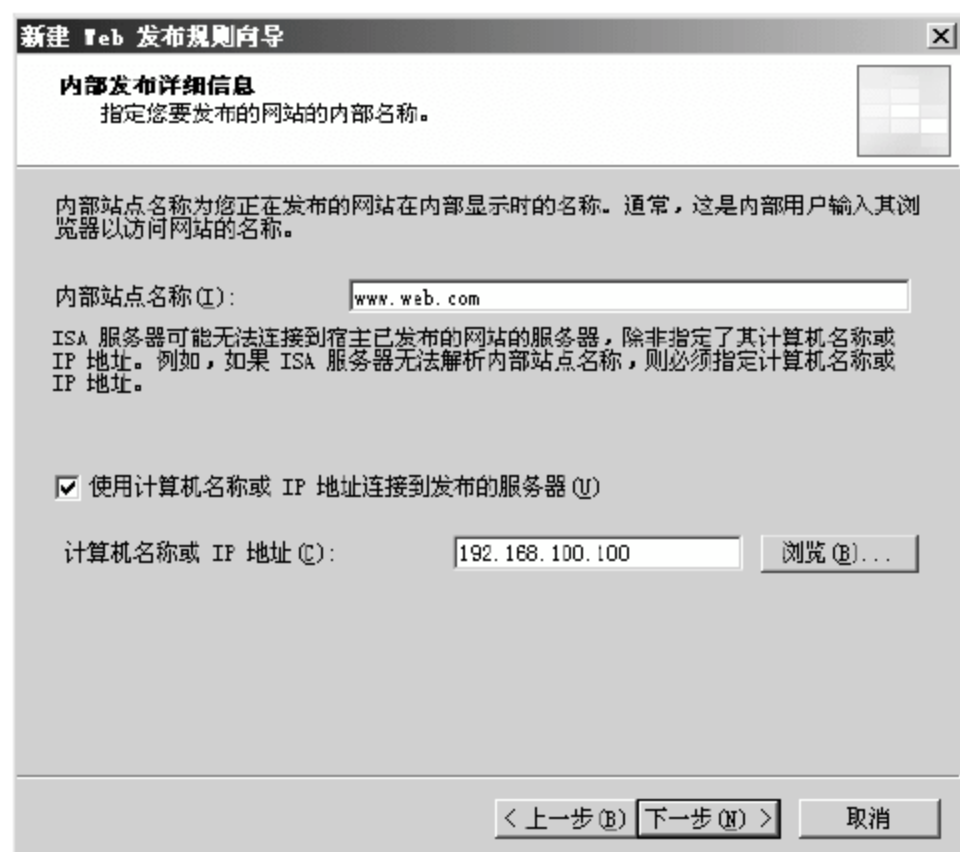 新建 Web 发布规则向导
内部发布详细信息
指定您要发布的网站的内部名称。
内部站点名称为您正在发布的网站在内部显示时的名称。通常，这是内部用户输入其浏
览器以访问网站的名称。
内部站点名称(I): www.web.com
ISA 服务器可能无法连接到宿主已发布的网站的服务器，除非指定了其计算机名称或
IP 地址。例如，如果 ISA 服务器无法解析内部站点名称，则必须指定计算机名称或
IP 地址。
使用计算机名称或 IP 地址连接到发布的服务器(U)
计算机名称或 IP 地址(C): 192.168.100.100 浏览(B)...
< 上一步(B) 下一步(N) > 取消